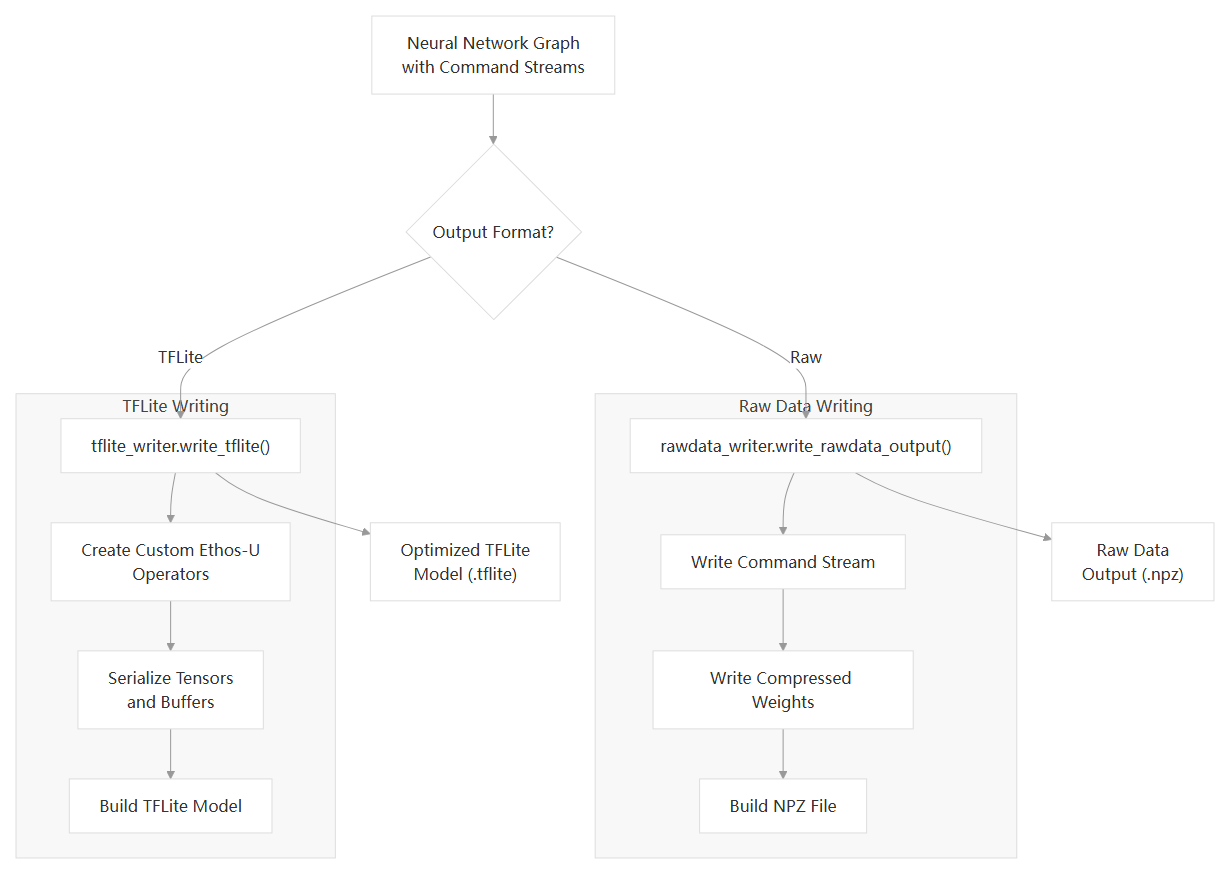 Neural Network Graph
with Command Streams
Output Format?
TFLite
Raw
TFLite Writing
Raw Data Writing
tflite_writer.write_tflite()
rawdata_writer.write_rawdata_output()
Create Custom Ethos-U
Operators
Optimized TFLite
Model (.tflite)
Write Command Stream
Raw Data
Output (.npz)
Serialize Tensors
and Buffers
Write Compressed
Weights
Build TFLite Model
Build NPZ File